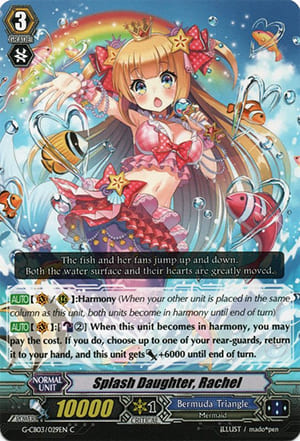 3
GRADE
The fish and her fans jump up and down.
Both the water surface and their hearts are greatly moved.
AUTO [ / ]:Harmony (When your other unit is placed in the same
column as this unit, both units become in harmony until end of turn)
AUTO [ / ]:[ 2] When this unit becomes in harmony, you may
pay the cost. If you do, choose up to one of your rear-guards, return
it to your hand, and this unit gets +6000 until end of turn.
NORMAL
UNIT
Splash Daughter, Rachel
POWER
10000
1
CRITICAL
Bermuda Triangle
Mermaid
G-CB03/029EN C
ILLUST / mado*pen